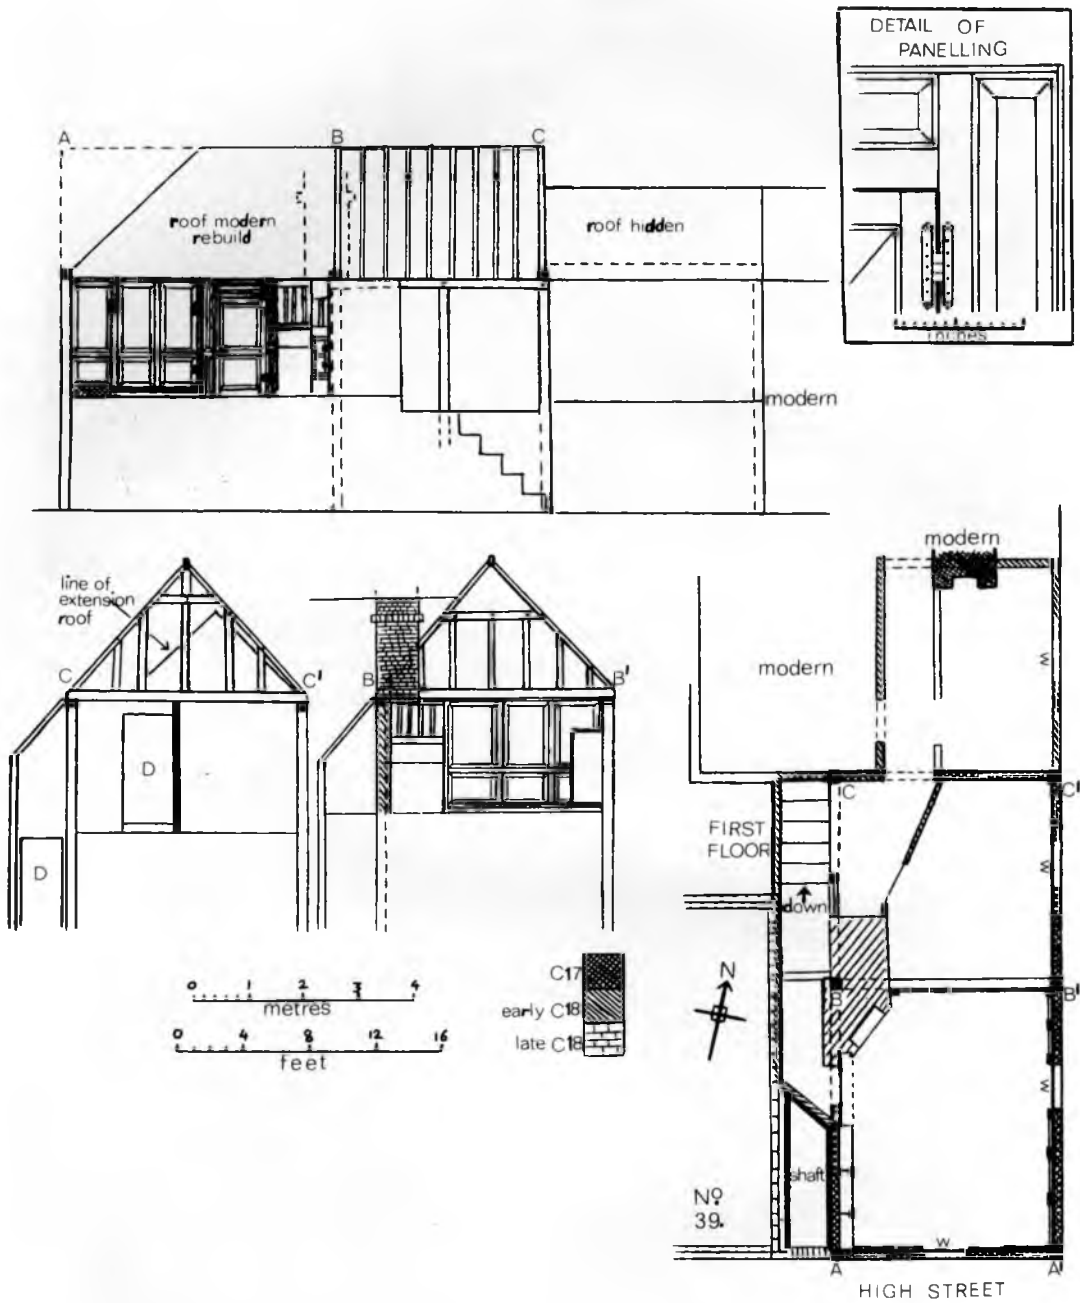 DETAIL OF
PANELLING
inches
A
B
C
roof modern
rebuild
roof hidden
modern
line of
extension
roof
C
C'
D
D
B
B'
modern
modern
W
C
C'
FIRST
FLOOR
W
down
N
B
B'
W
shaft
Nº
39.
W
A
A'
HIGH STREET
0 1 2 3 4
metres
0 4 8 12 16
feet
C17
early C18
late C18